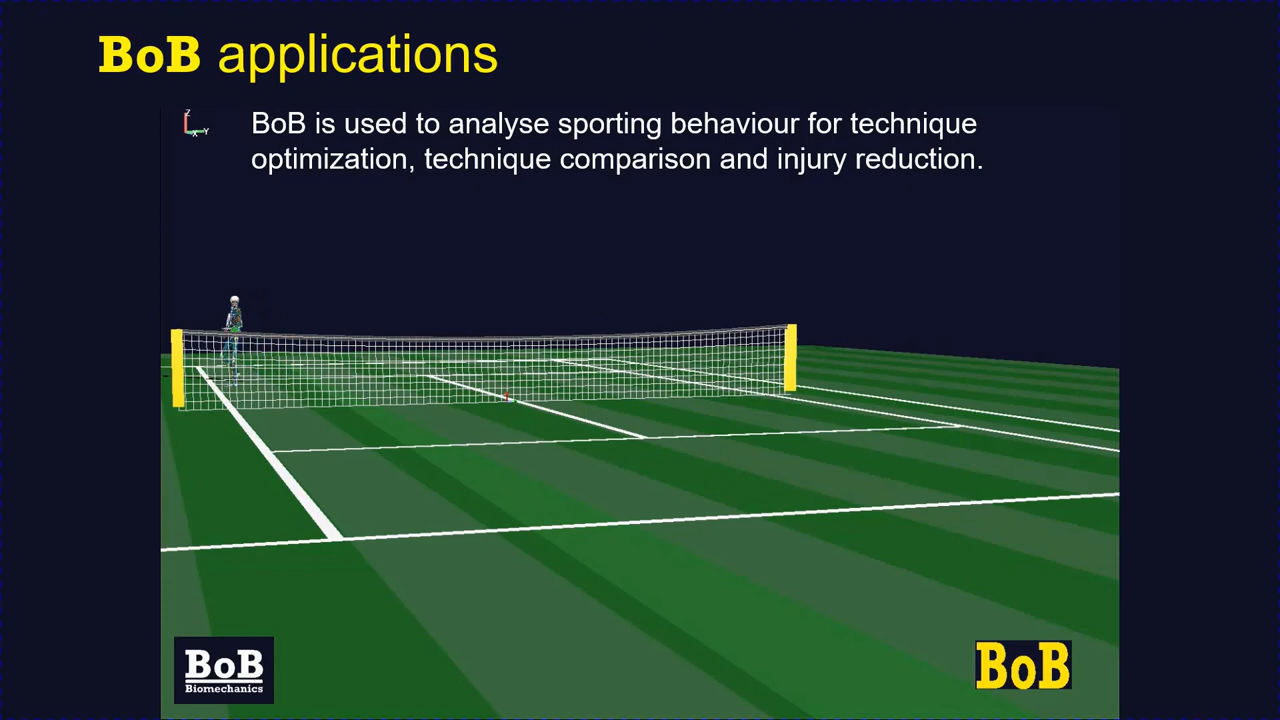 BoB applications
BoB is used to analyse sporting behaviour for technique
optimization, technique comparison and injury reduction.
Z
X
Y
BoB
Biomechanics
BoB